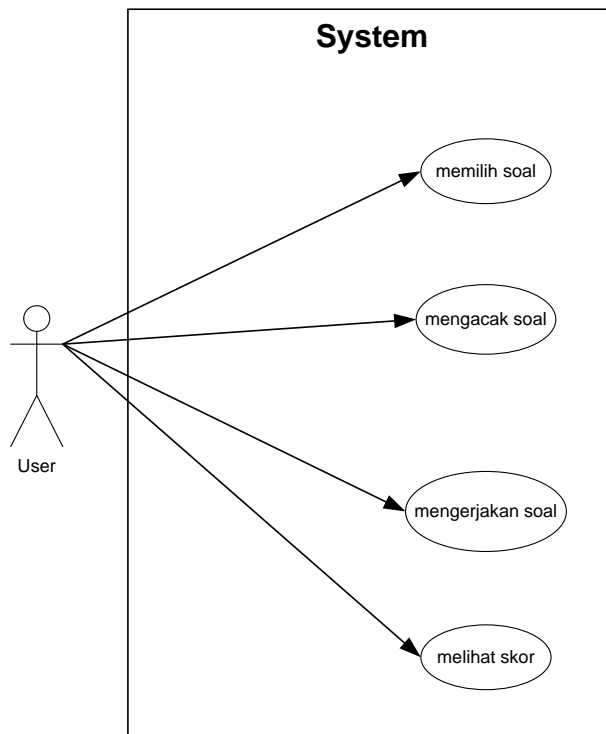 System
memilih soal
mengacak soal
User
mengerjakan soal
melihat skor